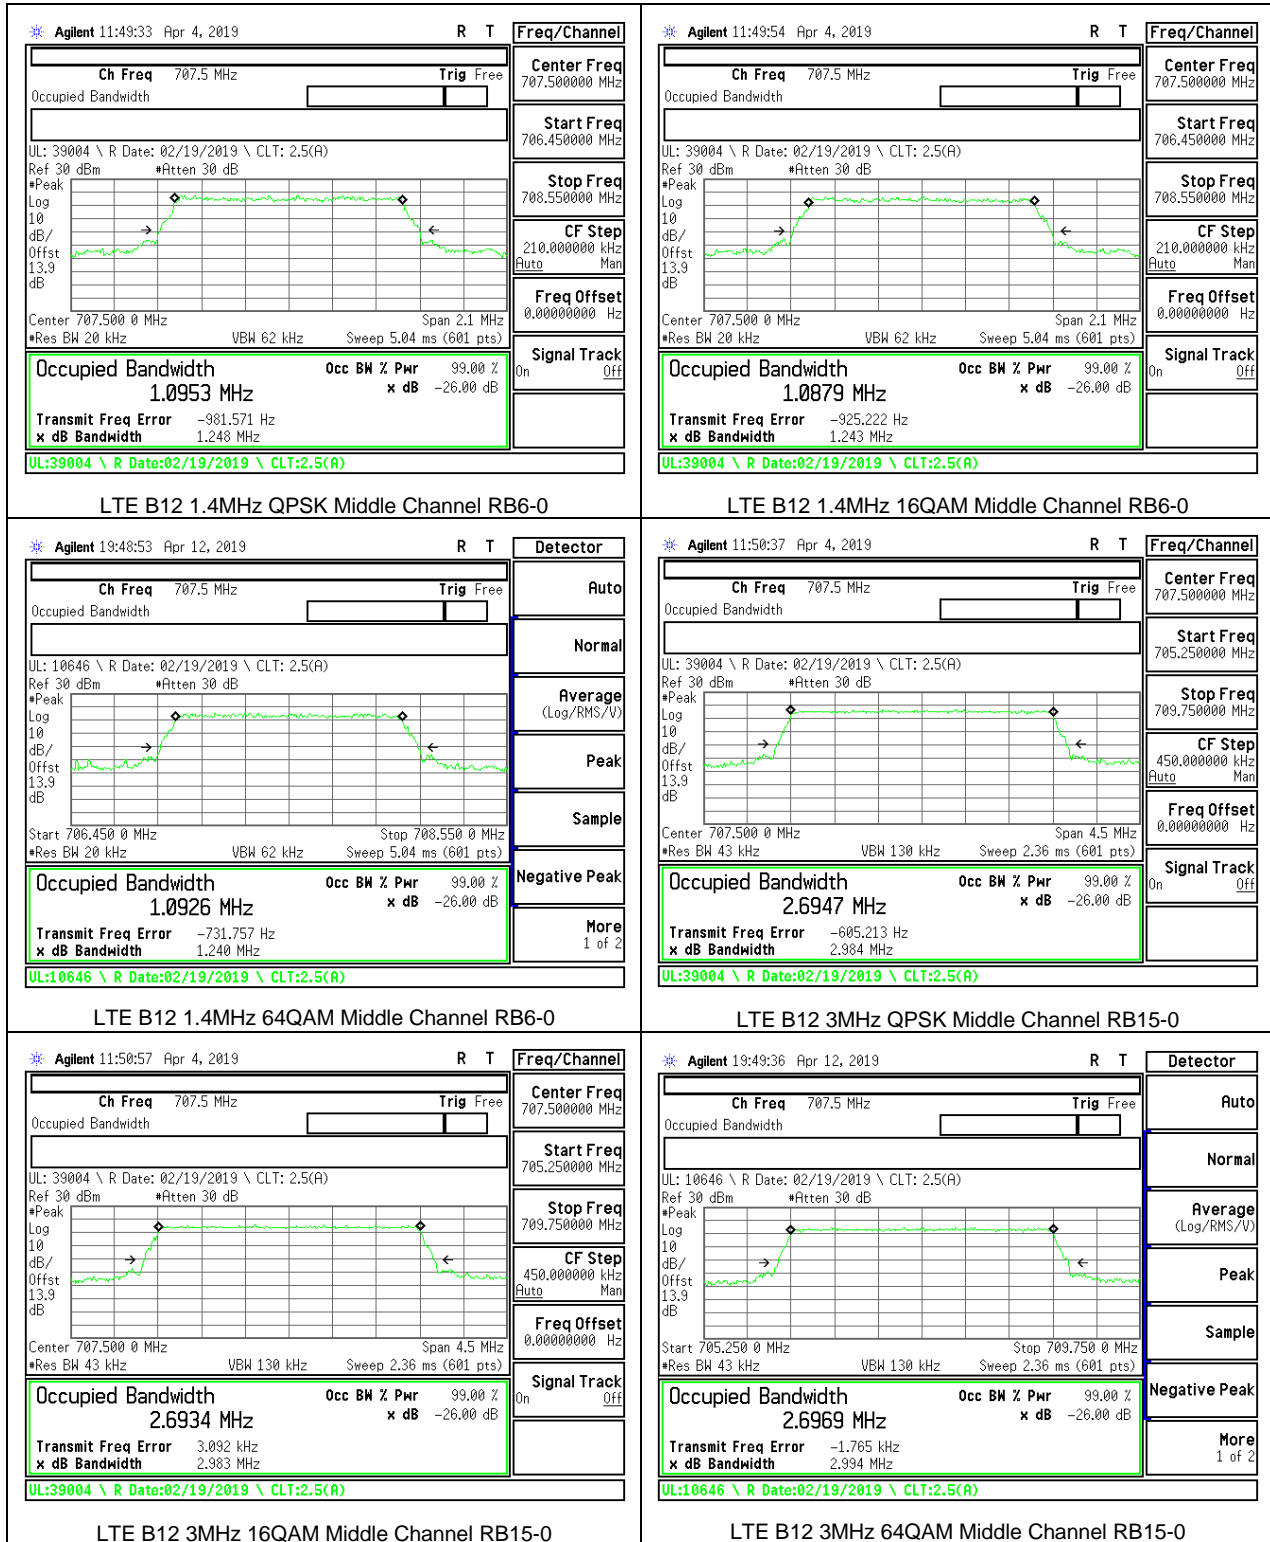 Agilent 11:49:33 Apr 4, 2019 R T Freq/Channel
Ch Freq 707.5 MHz Trig Free
Occupied Bandwidth
Center Freq
707.500000 MHz
Start Freq
706.450000 MHz
UL: 39004 \ R Date: 02/19/2019 \ CLT: 2.5(A)
Ref 30 dBm #Atten 30 dB
#Peak
Log
10
dB/
Offst
13.9
dB
Stop Freq
708.550000 MHz
CF Step
210.000000 kHz
Auto Man
Freq Offset
0.00000000 Hz
Center 707.500 0 MHz Span 2.1 MHz
#Res BW 20 kHz VBW 62 kHz Sweep 5.04 ms (601 pts)
Signal Track
On Off
Occupied Bandwidth Occ BW % Pwr 99.00 %
1.0953 MHz x dB -26.00 dB
Transmit Freq Error -981.571 Hz
x dB Bandwidth 1.248 MHz
UL:39004 \ R Date:02/19/2019 \ CLT:2.5(A)
LTE B12 1.4MHz QPSK Middle Channel RB6-0
Agilent 11:49:54 Apr 4, 2019 R T Freq/Channel
Ch Freq 707.5 MHz Trig Free
Occupied Bandwidth
Center Freq
707.500000 MHz
Start Freq
706.450000 MHz
UL: 39004 \ R Date: 02/19/2019 \ CLT: 2.5(A)
Ref 30 dBm #Atten 30 dB
#Peak
Log
10
dB/
Offst
13.9
dB
Stop Freq
708.550000 MHz
CF Step
210.000000 kHz
Auto Man
Freq Offset
0.00000000 Hz
Center 707.500 0 MHz Span 2.1 MHz
#Res BW 20 kHz VBW 62 kHz Sweep 5.04 ms (601 pts)
Signal Track
On Off
Occupied Bandwidth Occ BW % Pwr 99.00 %
1.0879 MHz x dB -26.00 dB
Transmit Freq Error -925.222 Hz
x dB Bandwidth 1.243 MHz
UL:39004 \ R Date:02/19/2019 \ CLT:2.5(A)
LTE B12 1.4MHz 16QAM Middle Channel RB6-0
Agilent 19:48:53 Apr 12, 2019 R T Detector
Ch Freq 707.5 MHz Trig Free
Occupied Bandwidth
Auto
Normal
UL: 10646 \ R Date: 02/19/2019 \ CLT: 2.5(A)
Ref 30 dBm #Atten 30 dB
#Peak
Log
10
dB/
Offst
13.9
dB
Average
(Log/RMS/V)
Peak
Sample
Start 706.450 0 MHz Stop 708.550 0 MHz
#Res BW 20 kHz VBW 62 kHz Sweep 5.04 ms (601 pts)
Negative Peak
Occupied Bandwidth Occ BW % Pwr 99.00 %
1.0926 MHz x dB -26.00 dB
More
1 of 2
Transmit Freq Error -731.757 Hz
x dB Bandwidth 1.240 MHz
UL:10646 \ R Date:02/19/2019 \ CLT:2.5(A)
LTE B12 1.4MHz 64QAM Middle Channel RB6-0
Agilent 11:50:37 Apr 4, 2019 R T Freq/Channel
Ch Freq 707.5 MHz Trig Free
Occupied Bandwidth
Center Freq
707.500000 MHz
Start Freq
705.250000 MHz
UL: 39004 \ R Date: 02/19/2019 \ CLT: 2.5(A)
Ref 30 dBm #Atten 30 dB
#Peak
Log
10
dB/
Offst
13.9
dB
Stop Freq
709.750000 MHz
CF Step
450.000000 kHz
Auto Man
Freq Offset
0.00000000 Hz
Center 707.500 0 MHz Span 4.5 MHz
#Res BW 43 kHz VBW 130 kHz Sweep 2.36 ms (601 pts)
Signal Track
On Off
Occupied Bandwidth Occ BW % Pwr 99.00 %
2.6947 MHz x dB -26.00 dB
Transmit Freq Error -605.213 Hz
x dB Bandwidth 2.984 MHz
UL:39004 \ R Date:02/19/2019 \ CLT:2.5(A)
LTE B12 3MHz QPSK Middle Channel RB15-0
Agilent 11:50:57 Apr 4, 2019 R T Freq/Channel
Ch Freq 707.5 MHz Trig Free
Occupied Bandwidth
Center Freq
707.500000 MHz
Start Freq
705.250000 MHz
UL: 39004 \ R Date: 02/19/2019 \ CLT: 2.5(A)
Ref 30 dBm #Atten 30 dB
#Peak
Log
10
dB/
Offst
13.9
dB
Stop Freq
709.750000 MHz
CF Step
450.000000 kHz
Auto Man
Freq Offset
0.00000000 Hz
Center 707.500 0 MHz Span 4.5 MHz
#Res BW 43 kHz VBW 130 kHz Sweep 2.36 ms (601 pts)
Signal Track
On Off
Occupied Bandwidth Occ BW % Pwr 99.00 %
2.6934 MHz x dB -26.00 dB
Transmit Freq Error 3.092 kHz
x dB Bandwidth 2.983 MHz
UL:39004 \ R Date:02/19/2019 \ CLT:2.5(A)
LTE B12 3MHz 16QAM Middle Channel RB15-0
Agilent 19:49:36 Apr 12, 2019 R T Detector
Ch Freq 707.5 MHz Trig Free
Occupied Bandwidth
Auto
Normal
UL: 10646 \ R Date: 02/19/2019 \ CLT: 2.5(A)
Ref 30 dBm #Atten 30 dB
#Peak
Log
10
dB/
Offst
13.9
dB
Average
(Log/RMS/V)
Peak
Sample
Start 705.250 0 MHz Stop 709.750 0 MHz
#Res BW 43 kHz VBW 130 kHz Sweep 2.36 ms (601 pts)
Negative Peak
Occupied Bandwidth Occ BW % Pwr 99.00 %
2.6969 MHz x dB -26.00 dB
More
1 of 2
Transmit Freq Error -1.765 kHz
x dB Bandwidth 2.994 MHz
UL:10646 \ R Date:02/19/2019 \ CLT:2.5(A)
LTE B12 3MHz 64QAM Middle Channel RB15-0